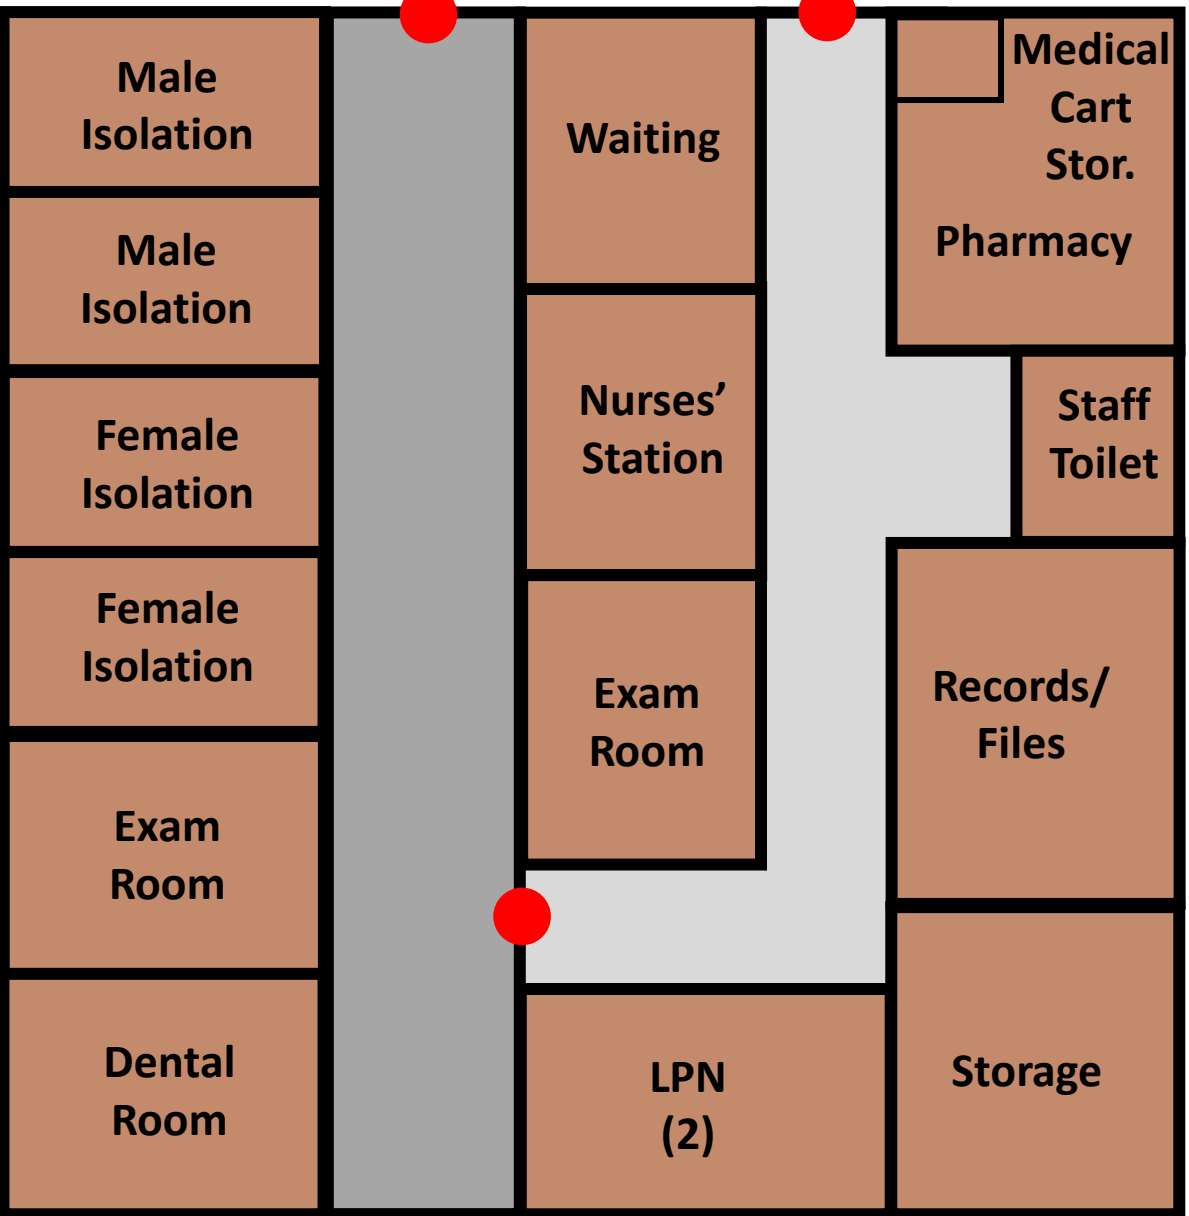 Male
Isolation
Male
Isolation
Female
Isolation
Female
Isolation
Exam
Room
Dental
Room
Waiting
Nurses’
Station
Exam
Room
LPN
(2)
Medical
Cart
Stor.
Pharmacy
Staff
Toilet
Records/
Files
Storage